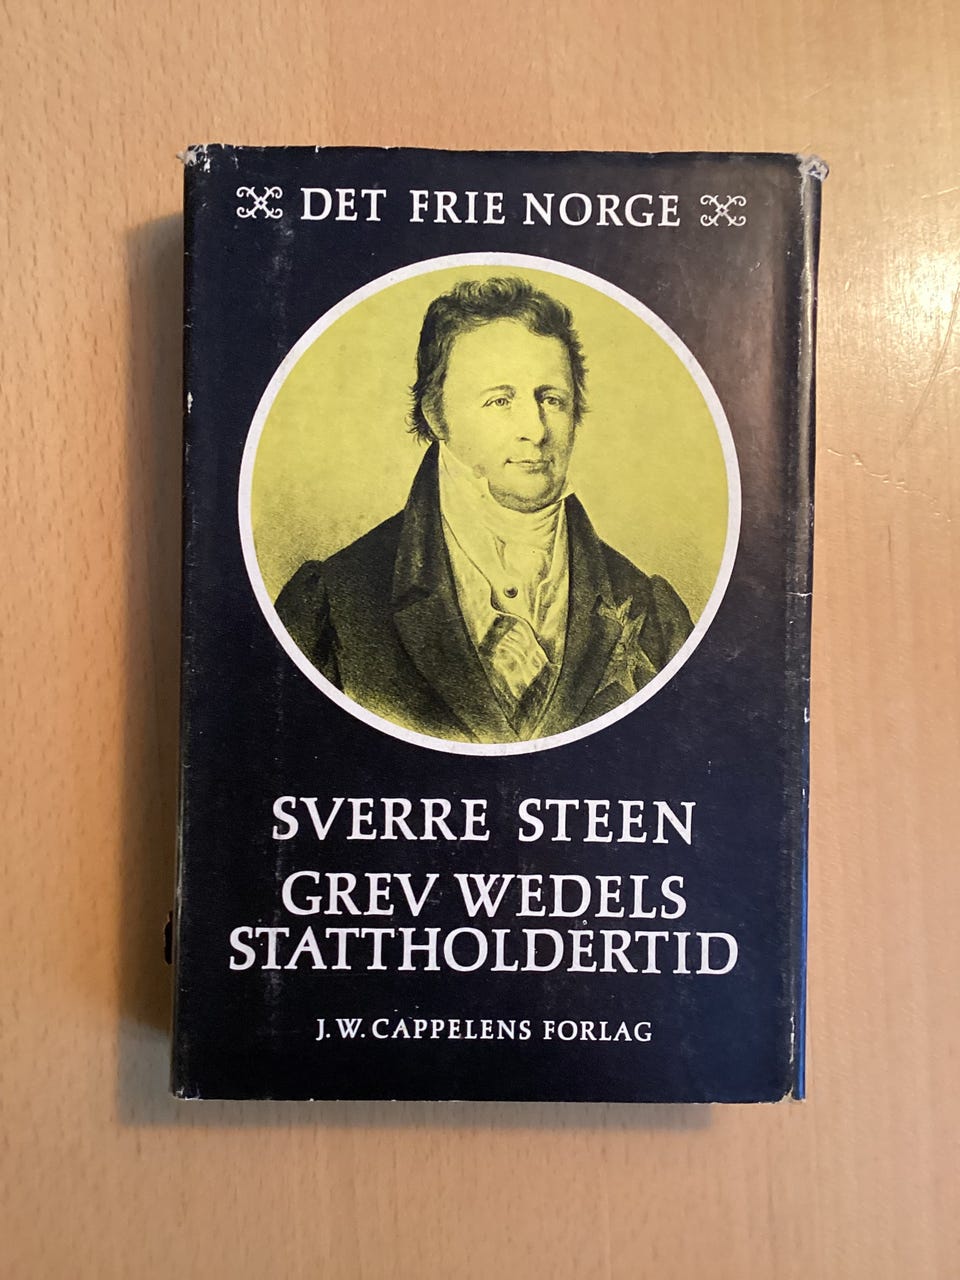 DET FRIE NORGE
SVERRE STEEN
GREV WEDELS
STATTHOLDERTID
J.W. CAPPELENS FORLAG